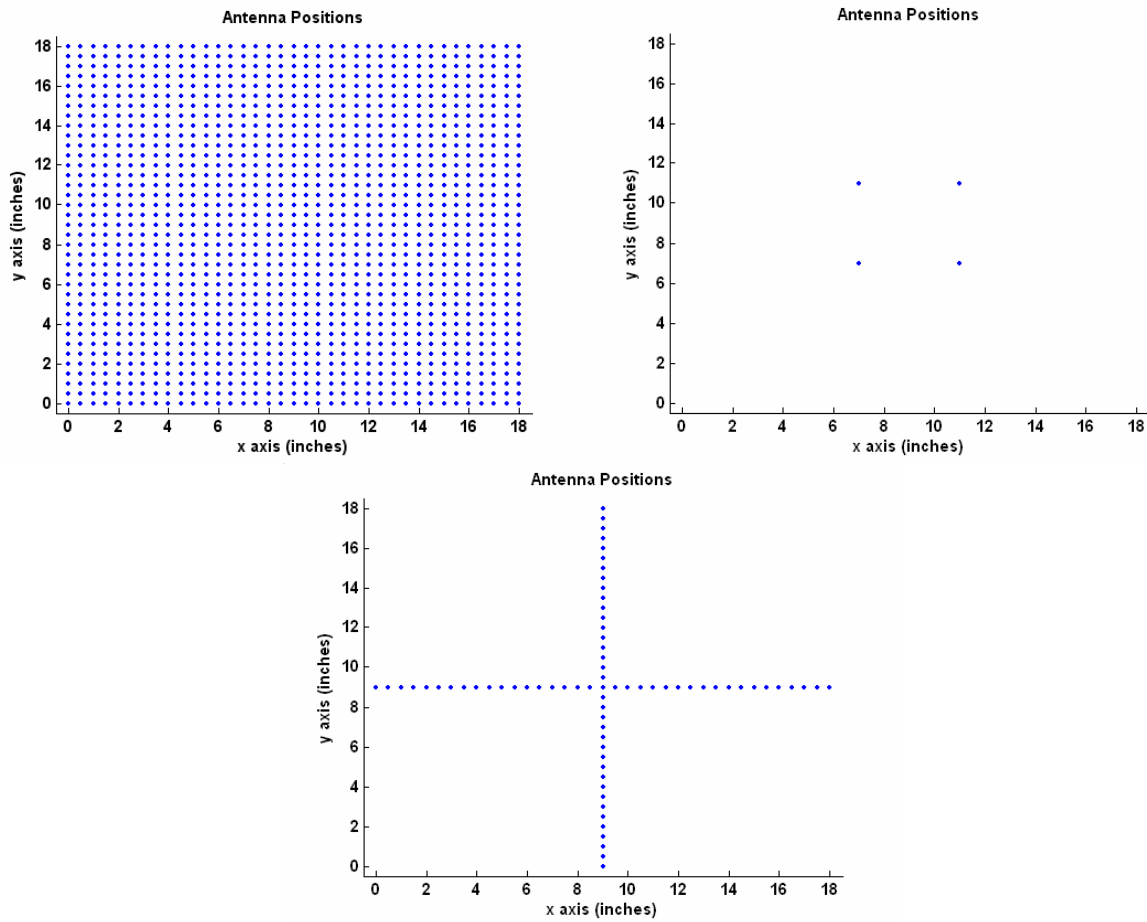 Antenna Positions
18
16
14
12
10
8
6
4
2
0
y axis (inches)
0 2 4 6 8 10 12 14 16 18
x axis (inches)
Antenna Positions
18
16
14
12
10
8
6
4
2
0
y axis (inches)
0 2 4 6 8 10 12 14 16 18
x axis (inches)
Antenna Positions
18
16
14
12
10
8
6
4
2
0
y axis (inches)
0 2 4 6 8 10 12 14 16 18
x axis (inches)